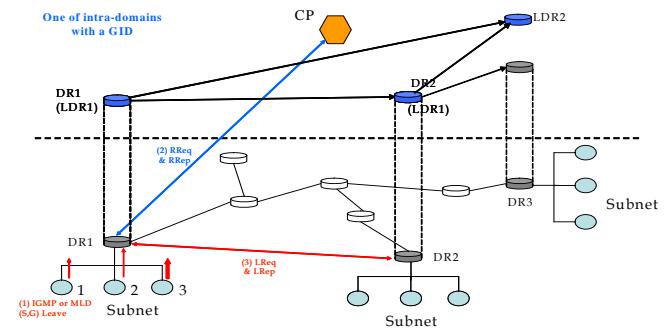 One of intra-domains
with a GID
CP
LDR2
DR1
(LDR1)
DR2
(LDR1)
(2) RReq
& RRep
DR3
Subnet
DR1
(3) LReq
& LRep
DR2
1
2
3
(1) IGMP or MLD
(S,G) Leave
Subnet
Subnet